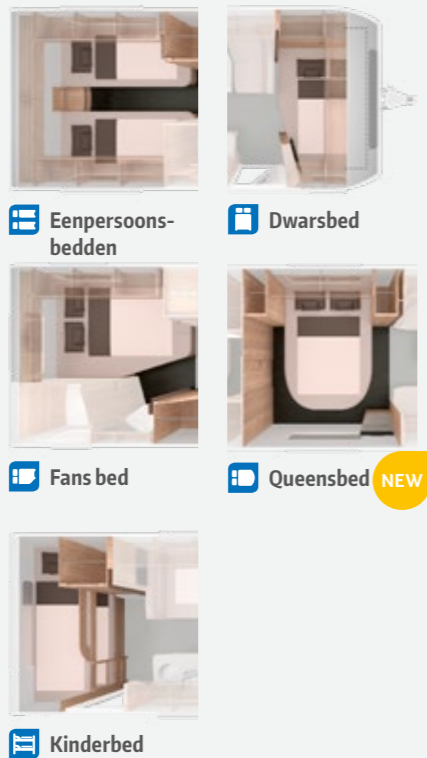 Eenpersoons-
bedden
Dwarsbed
Fans bed
Queensbed
NEW
Kinderbed